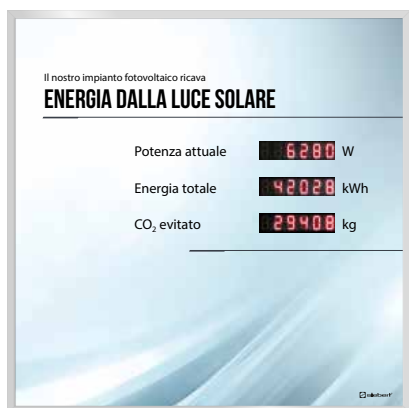 Il nostro impianto fotovoltaico ricava
ENERGIA DALLA LUCE SOLARE
Potenza attuale 6280 W
Energia totale 42028 kWh
CO₂ evitato 29408 kg
siebert